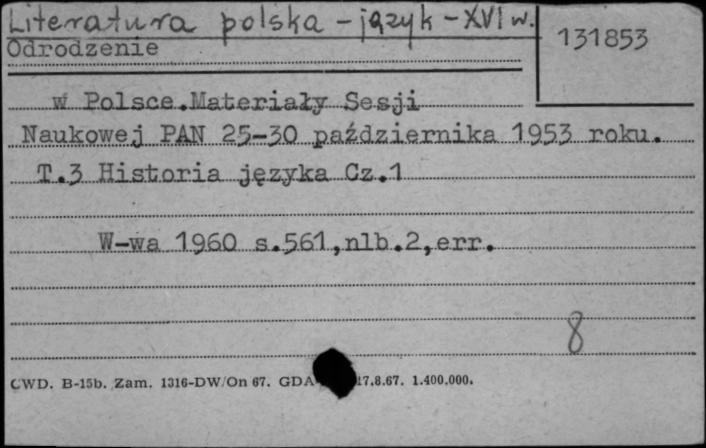 Literatura polska - język - XVI w.
131853
Odrodzenie
w Polsce.Materiały Sesji
Naukowej PAN 25-30 października 1953 roku.
T.3 Historia języka Cz.1
W-wa 1960 s.561,nlb.2,err.
8
CWD. B-15b. Zam. 1316-DW/On 67. GDA 17.8.67. 1.400.000.